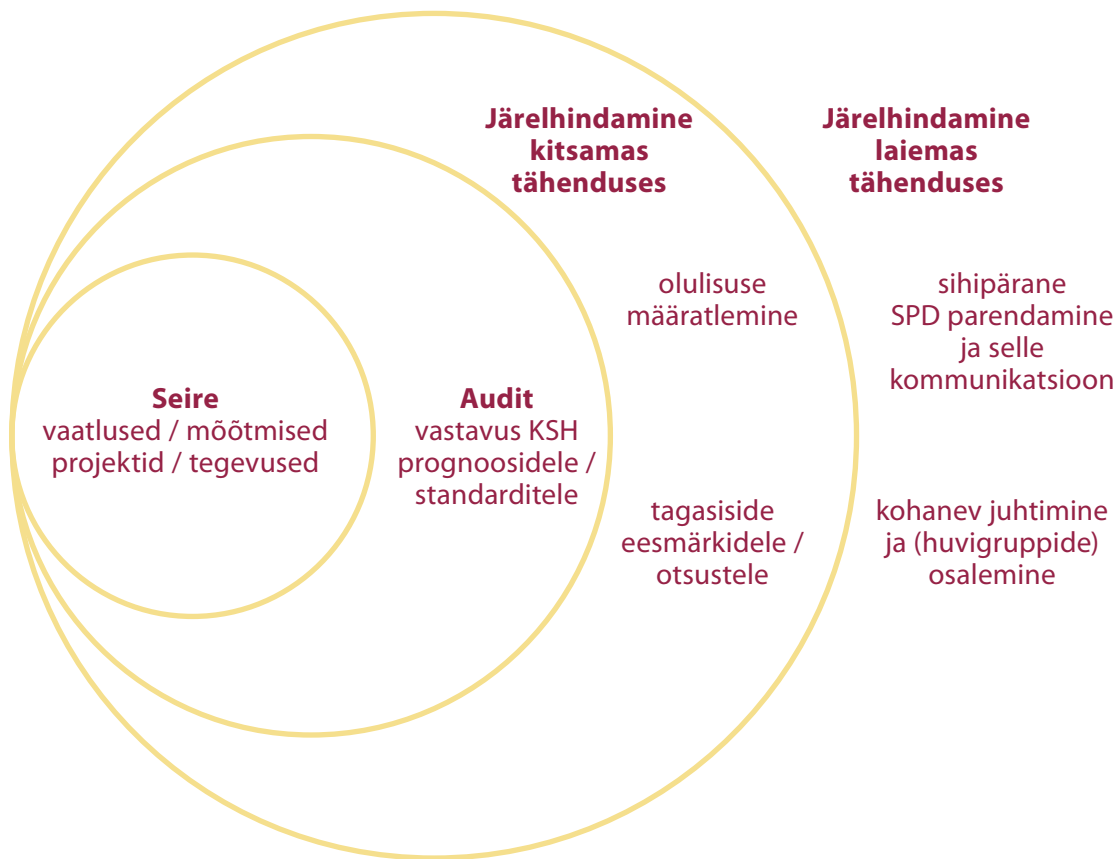 Järelhindamine
kitsamas
tähenduses
Järelhindamine
laiemas
tähenduses
Seire
vaatlused / mõõtmised
projektid / tegevused
Audit
vastavus KSH
prognoosidele /
standarditele
olulisuse
määratlemine
tagasiside
eesmärkidele /
otsustele
sihipärane
SPD parendamine
ja selle
kommunikatsioon
kohanev juhtimine
ja (huvigruppide)
osalemine